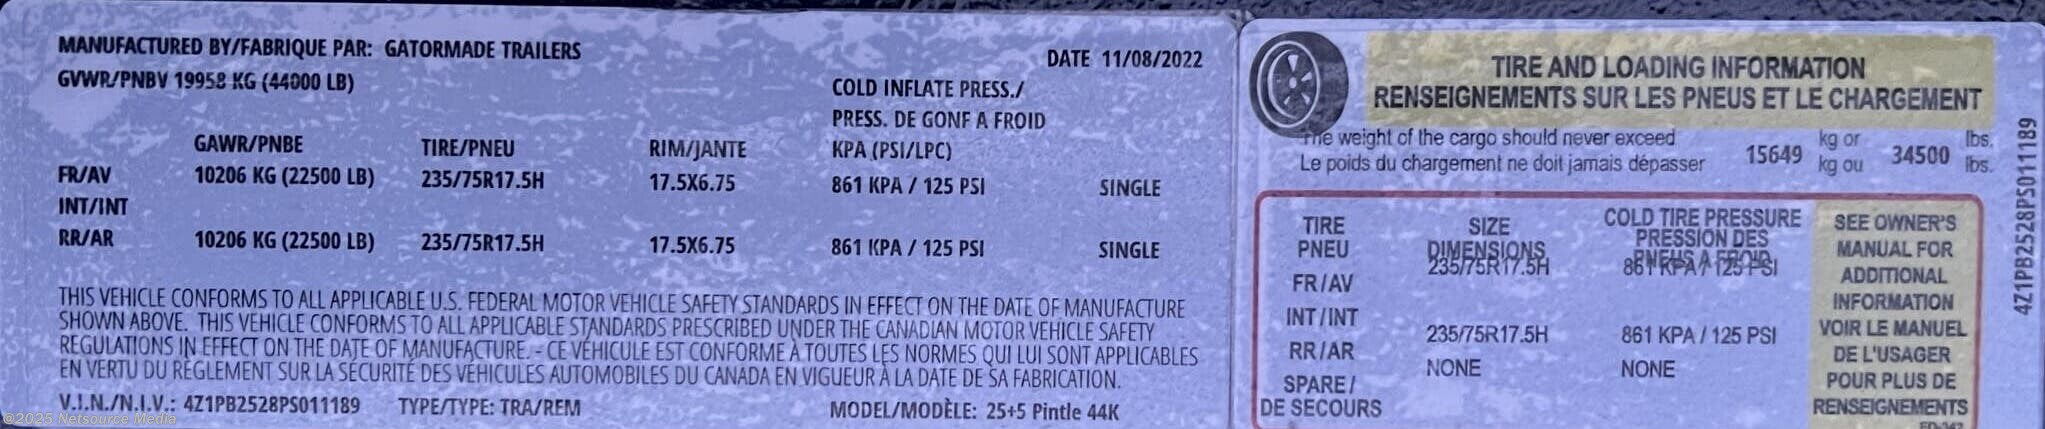 MANUFACTURED BY/FABRIQUE PAR: GATORMADE TRAILERS
DATE 11/08/2022
GVWR/PNBV 19958 KG (44000 LB)
COLD INFLATE PRESS./
PRESS. DE GONF A FROID
GAWR/PNBE TIRE/PNEU RIM/JANTE KPA (PSI/LPC)
FR/AV 10206 KG (22500 LB) 235/75R17.5H 17.5X6.75 861 KPA / 125 PSI SINGLE
INT/INT
RR/AR 10206 KG (22500 LB) 235/75R17.5H 17.5X6.75 861 KPA / 125 PSI SINGLE
THIS VEHICLE CONFORMS TO ALL APPLICABLE U.S. FEDERAL MOTOR VEHICLE SAFETY STANDARDS IN EFFECT ON THE DATE OF MANUFACTURE
SHOWN ABOVE. THIS VEHICLE CONFORMS TO ALL APPLICABLE STANDARDS PRESCRIBED UNDER THE CANADIAN MOTOR VEHICLE SAFETY
REGULATIONS IN EFFECT ON THE DATE OF MANUFACTURE. - CE VÉHICULE EST CONFORME À TOUTES LES NORMES QUI LUI SONT APPLICABLES
EN VERTU DU RÈGLEMENT SUR LA SÉCURITÉ DES VÉHICULES AUTOMOBILES DU CANADA EN VIGUEUR À LA DATE DE SA FABRICATION.
V.I.N./N.I.V.: 4Z1PB2528PS011189 TYPE/TYPE: TRA/REM MODEL/MODÈLE: 25+5 Pintle 44K
©2025 Netsource Media
TIRE AND LOADING INFORMATION
RENSEIGNEMENTS SUR LES PNEUS ET LE CHARGEMENT
The weight of the cargo should never exceed 15649 kg or 34500 lbs.
Le poids du chargement ne doit jamais dépasser kg ou lbs.
TIRE SIZE COLD TIRE PRESSURE
PNEU DIMENSIONS PRESSION DES
PNEUS A FROID
FR/AV 235/75R17.5H 861 KPA / 125 PSI
INT/INT
RR/AR 235/75R17.5H 861 KPA / 125 PSI
SPARE / NONE NONE
DE SECOURS
SEE OWNER'S
MANUAL FOR
ADDITIONAL
INFORMATION
VOIR LE MANUEL
DE L'USAGER
POUR PLUS DE
RENSEIGNEMENTS
4Z1PB2528PS011189